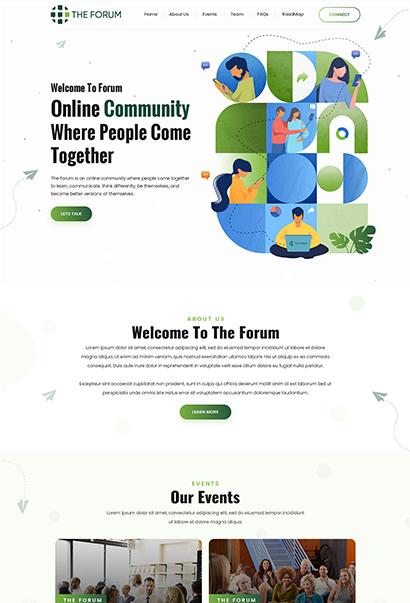 THE FORUM
Home About Us Events Team FAQs RoadMap CONNECT
Welcome To Forum
Online Community
Where People Come
Together
The Forum is an online community where people come together
to learn, communicate, think differently, be themselves, and
become better versions of themselves.
LETS TALK
ABOUT US
Welcome To The Forum
Lorem ipsum dolor sit amet, consectetur adipiscing elit, sed do eiusmod tempor incididunt ut labore et dolore
magna aliqua. Ut enim ad minim veniam, quis nostrud exercitation ullamco laboris nisi ut aliquip ex ea commodo
consequat. Duis aute irure dolor in reprehenderit in voluptate velit esse cillum dolore eu fugiat nulla pariatur.
Excepteur sint occaecat cupidatat non proident, sunt in culpa qui officia deserunt mollit anim id est laborum Sed ut
perspiciatis unde omnis iste natus error sit voluptatem accusantium doloremque laudantium.
LEARN MORE
EVENTS
Our Events
Lorem ipsum dolor sit amet, consectetur adipiscing elit, sed do eiusmod tempor incididunt
ut labore et dolore magna aliqua.
THE FORUM THE FORUM